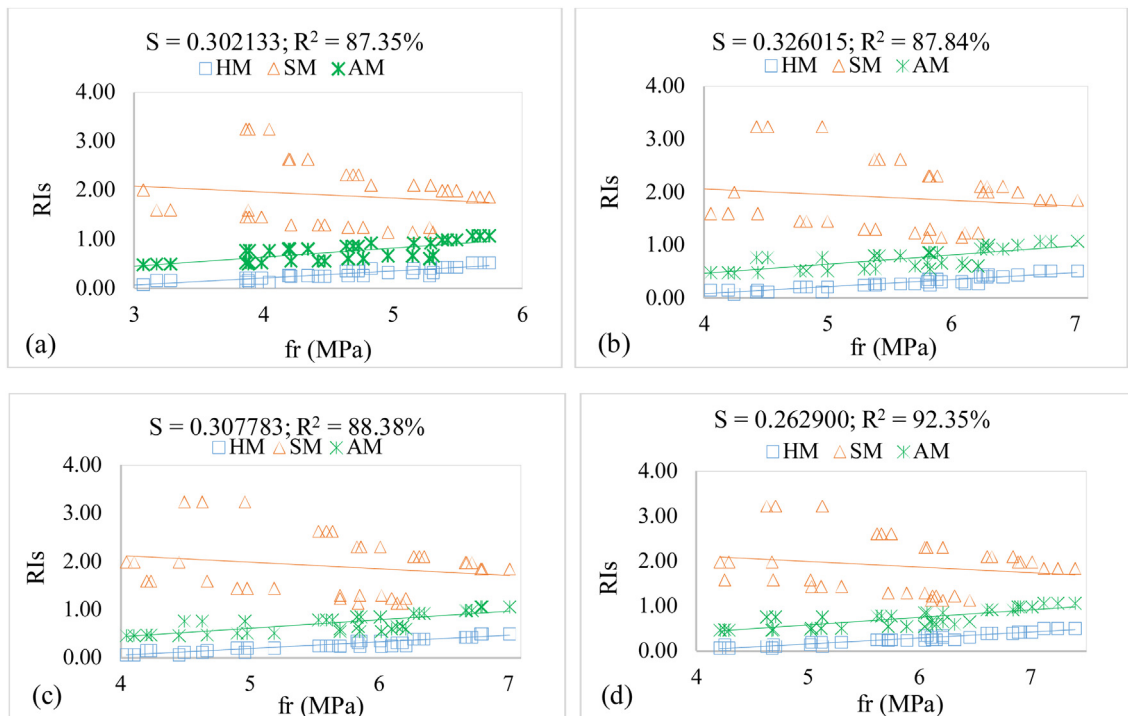 S = 0.302133; R² = 87.35%
HM SM AM
4.00
3.00
2.00
1.00
0.00
RIs
3 4 5 6
fr (MPa)
(a)
S = 0.326015; R² = 87.84%
HM SM AM
4.00
3.00
2.00
1.00
0.00
RIs
4 5 6 7
fr (MPa)
(b)
S = 0.307783; R² = 88.38%
HM SM AM
4.00
3.00
2.00
1.00
0.00
RIs
4 5 6 7
fr (MPa)
(c)
S = 0.262900; R² = 92.35%
HM SM AM
4.00
3.00
2.00
1.00
0.00
RIs
4 5 6 7
fr (MPa)
(d)